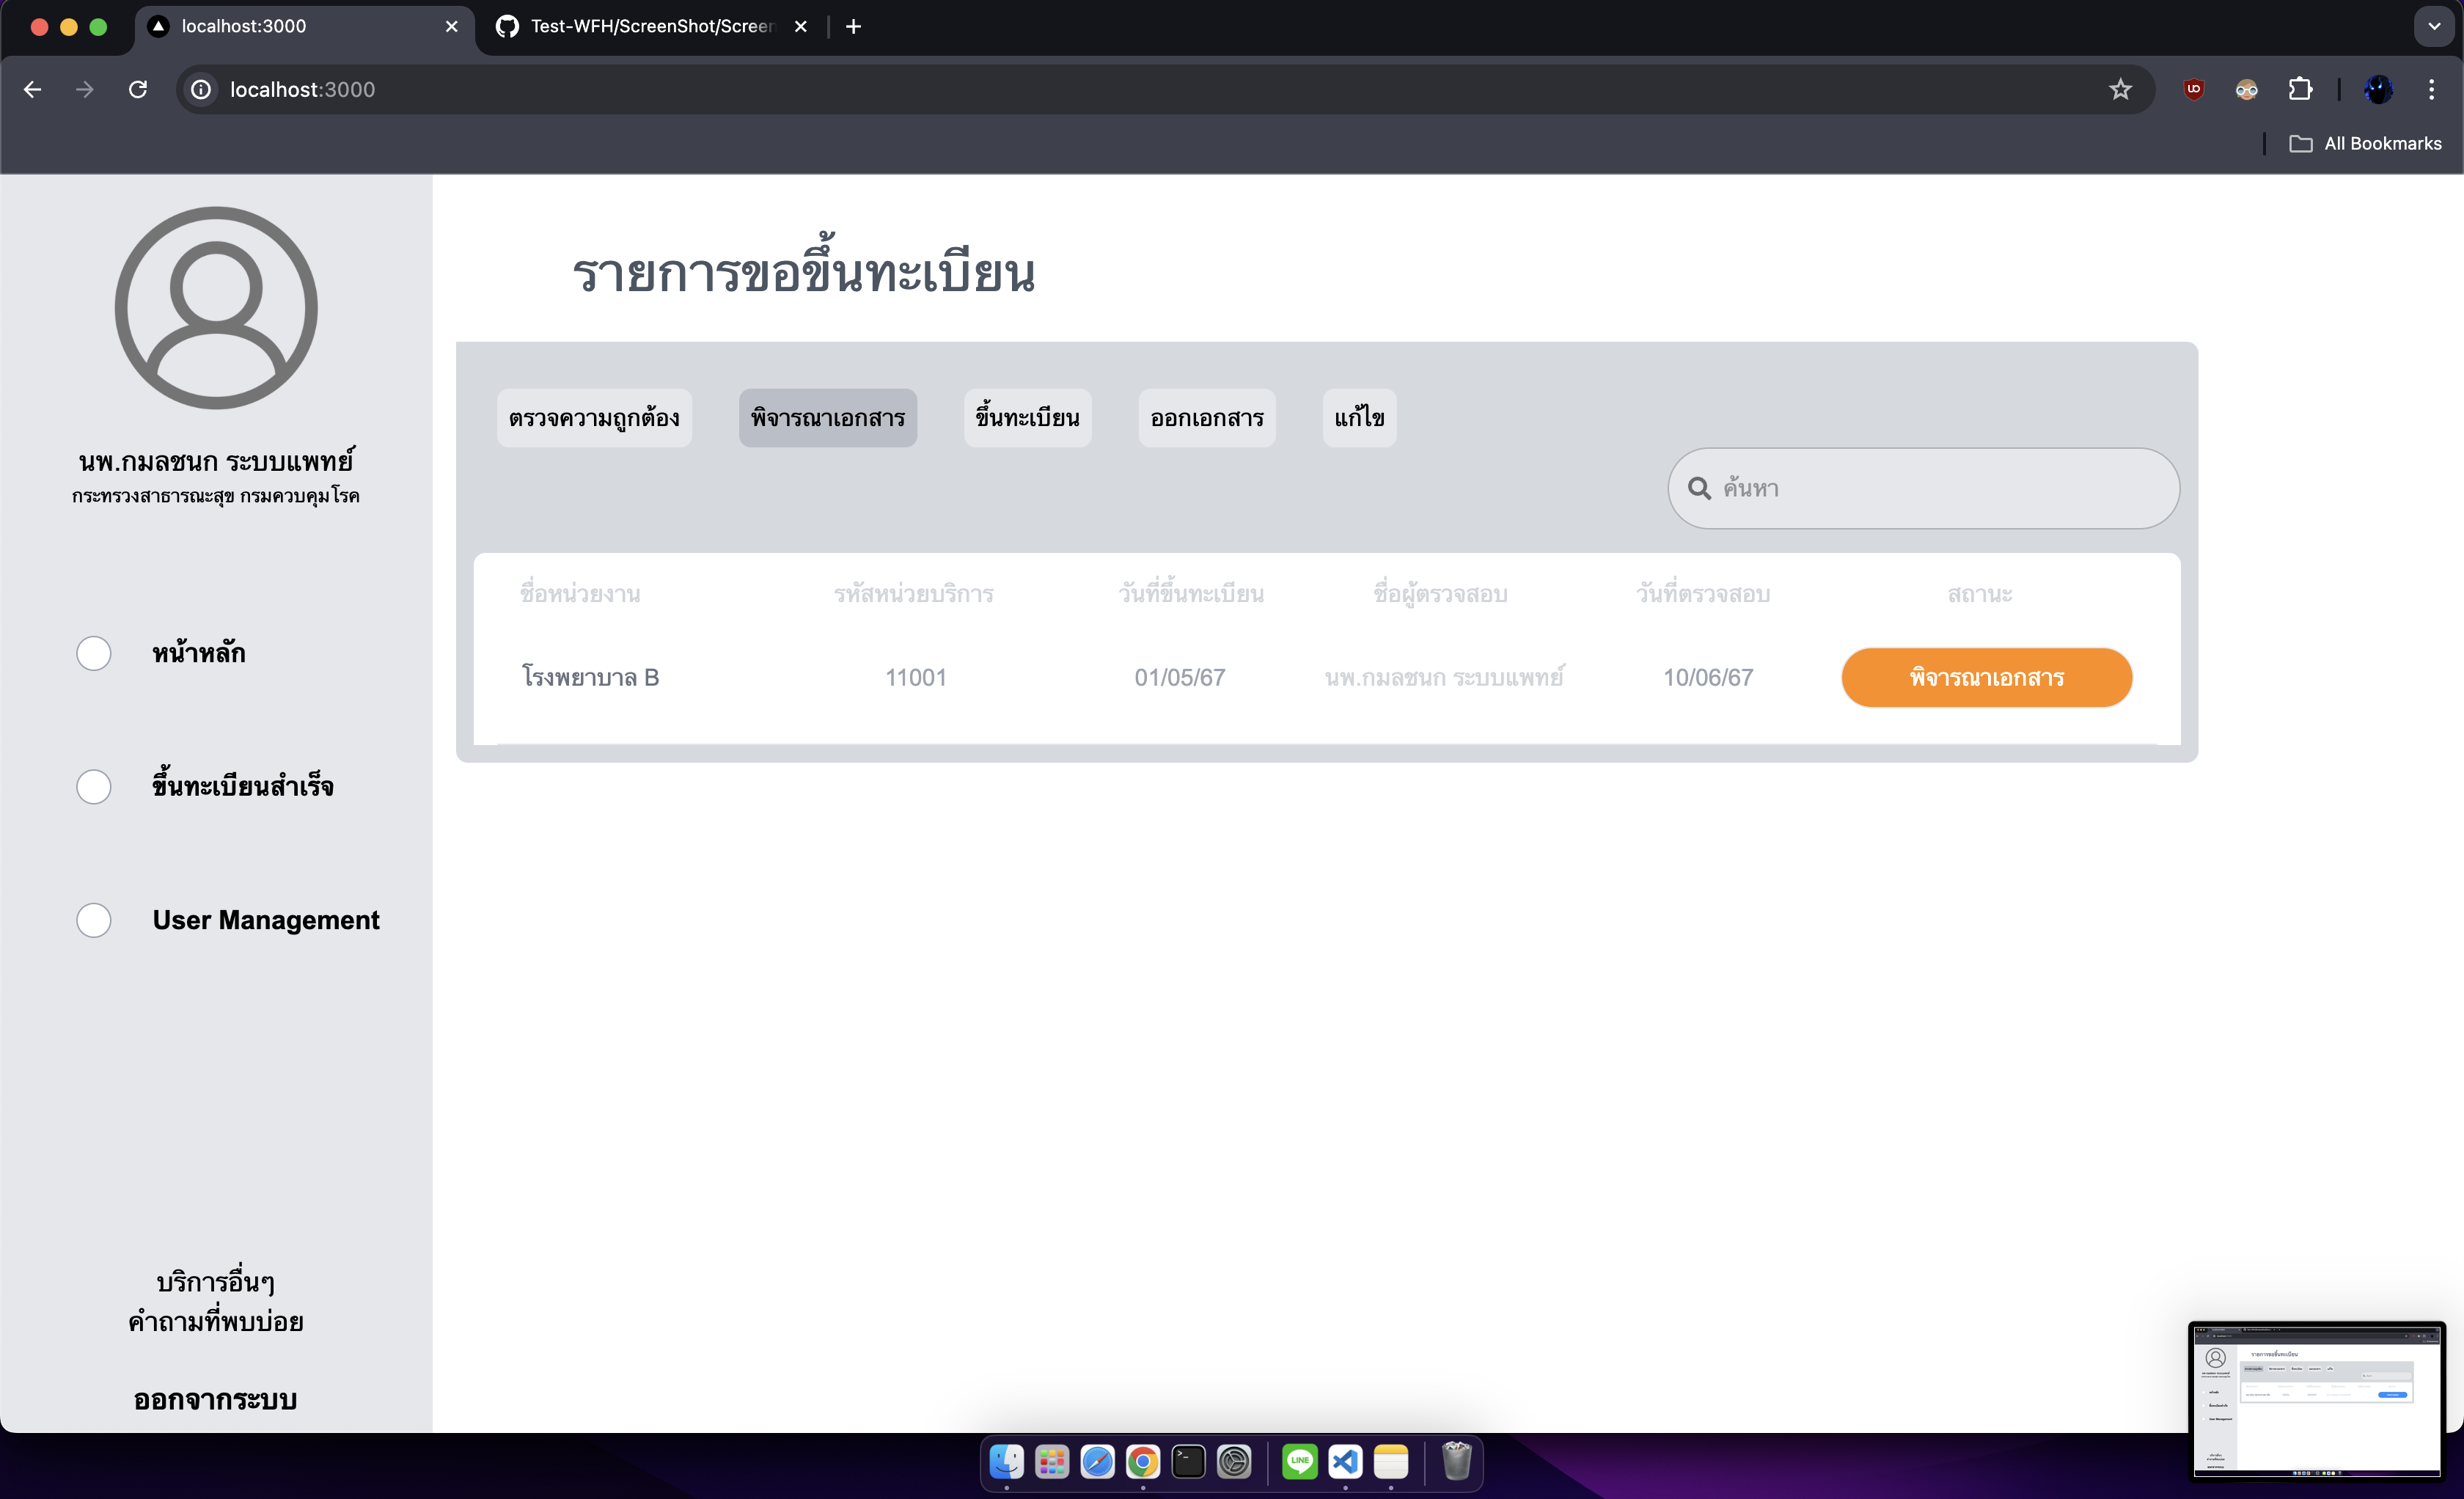 localhost:3000
Test-WFH/ScreenShot/Screen
localhost:3000
All Bookmarks
นพ.กมลชนก ระบบแพทย์
กระทรวงสาธารณะสุข กรมควบคุมโรค
หน้าหลัก
ขึ้นทะเบียนสำเร็จ
User Management
บริการอื่นๆ
คำถามที่พบบ่อย
ออกจากระบบ
รายการขอขึ้นทะเบียน
ตรวจความถูกต้อง พิจารณาเอกสาร ขึ้นทะเบียน ออกเอกสาร แก้ไข
ค้นหา
ชื่อหน่วยงาน รหัสหน่วยบริการ วันที่ขึ้นทะเบียน ชื่อผู้ตรวจสอบ วันที่ตรวจสอบ สถานะ
โรงพยาบาล B 11001 01/05/67 นพ.กมลชนก ระบบแพทย์ 10/06/67 พิจารณาเอกสาร
LINE